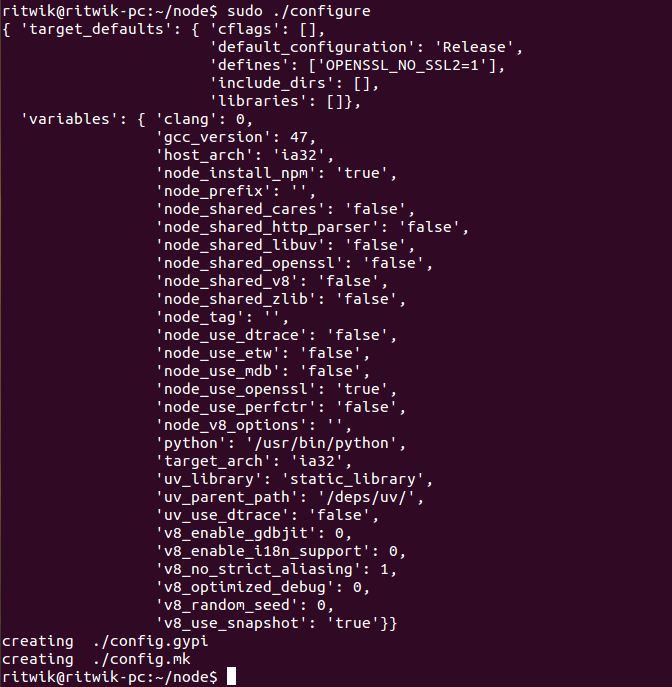 ritwik@ritwik-pc:~/node$ sudo ./configure
{ 'target_defaults': { 'cflags': [],
                       'default_configuration': 'Release',
                       'defines': ['OPENSSL_NO_SSL2=1'],
                       'include_dirs': [],
                       'libraries': []},
  'variables': { 'clang': 0,
                 'gcc_version': 47,
                 'host_arch': 'ia32',
                 'node_install_npm': 'true',
                 'node_prefix': '',
                 'node_shared_cares': 'false',
                 'node_shared_http_parser': 'false',
                 'node_shared_libuv': 'false',
                 'node_shared_openssl': 'false',
                 'node_shared_v8': 'false',
                 'node_shared_zlib': 'false',
                 'node_tag': '',
                 'node_use_dtrace': 'false',
                 'node_use_etw': 'false',
                 'node_use_mdb': 'false',
                 'node_use_openssl': 'true',
                 'node_use_perfctr': 'false',
                 'node_v8_options': '',
                 'python': '/usr/bin/python',
                 'target_arch': 'ia32',
                 'uv_library': 'static_library',
                 'uv_parent_path': '/deps/uv/',
                 'uv_use_dtrace': 'false',
                 'v8_enable_gdbjit': 0,
                 'v8_enable_i18n_support': 0,
                 'v8_no_strict_aliasing': 1,
                 'v8_optimized_debug': 0,
                 'v8_random_seed': 0,
                 'v8_use_snapshot': 'true'}}
creating  ./config.gypi
creating  ./config.mk
ritwik@ritwik-pc:~/node$